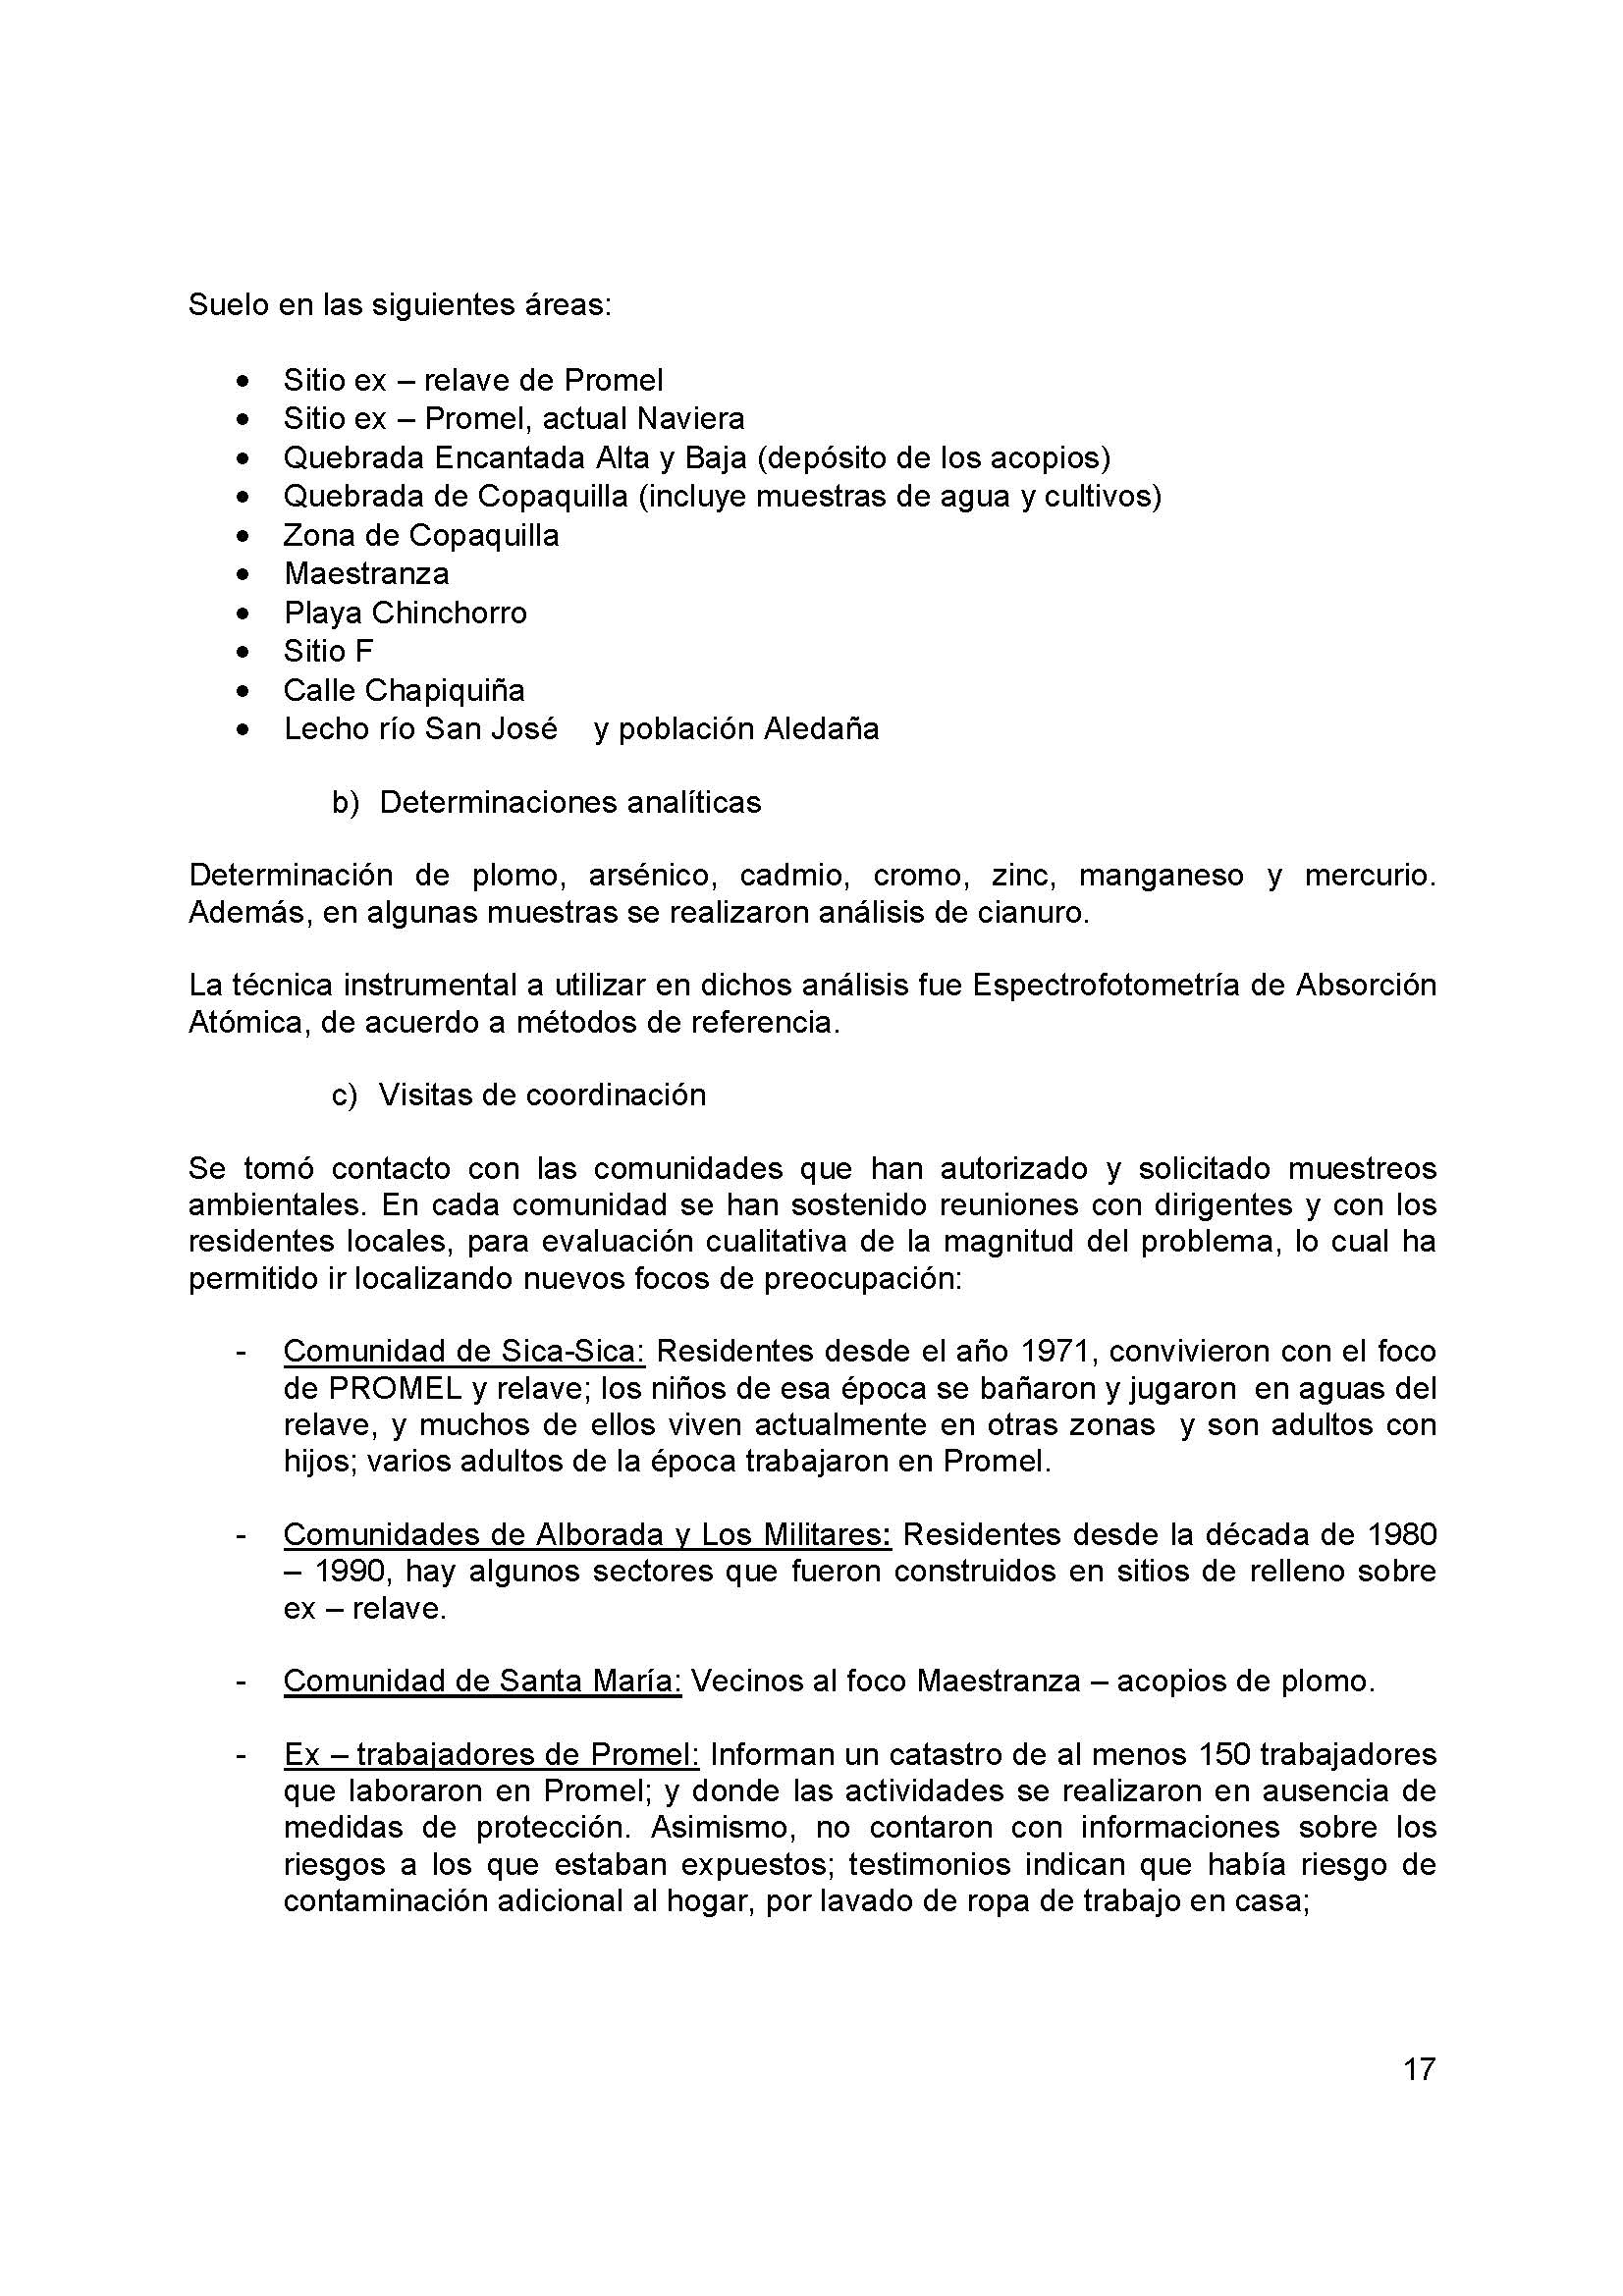 Suelo en las siguientes áreas:
• Sitio ex – relave de Promel
• Sitio ex – Promel, actual Naviera
• Quebrada Encantada Alta y Baja (depósito de los acopios)
• Quebrada de Copaquilla (incluye muestras de agua y cultivos)
• Zona de Copaquilla
• Maestranza
• Playa Chinchorro
• Sitio F
• Calle Chapiquiña
• Lecho río San José y población Aledaña
b) Determinaciones analíticas
Determinación de plomo, arsénico, cadmio, cromo, zinc, manganeso y mercurio.
Además, en algunas muestras se realizaron análisis de cianuro.
La técnica instrumental a utilizar en dichos análisis fue Espectrofotometría de Absorción
Atómica, de acuerdo a métodos de referencia.
c) Visitas de coordinación
Se tomó contacto con las comunidades que han autorizado y solicitado muestreos
ambientales. En cada comunidad se han sostenido reuniones con dirigentes y con los
residentes locales, para evaluación cualitativa de la magnitud del problema, lo cual ha
permitido ir localizando nuevos focos de preocupación:
- Comunidad de Sica-Sica: Residentes desde el año 1971, convivieron con el foco
de PROMEL y relave; los niños de esa época se bañaron y jugaron en aguas del
relave, y muchos de ellos viven actualmente en otras zonas y son adultos con
hijos; varios adultos de la época trabajaron en Promel.
- Comunidades de Alborada y Los Militares: Residentes desde la década de 1980
– 1990, hay algunos sectores que fueron construidos en sitios de relleno sobre
ex – relave.
- Comunidad de Santa María: Vecinos al foco Maestranza – acopios de plomo.
- Ex – trabajadores de Promel: Informan un catastro de al menos 150 trabajadores
que laboraron en Promel; y donde las actividades se realizaron en ausencia de
medidas de protección. Asimismo, no contaron con informaciones sobre los
riesgos a los que estaban expuestos; testimonios indican que había riesgo de
contaminación adicional al hogar, por lavado de ropa de trabajo en casa;
17